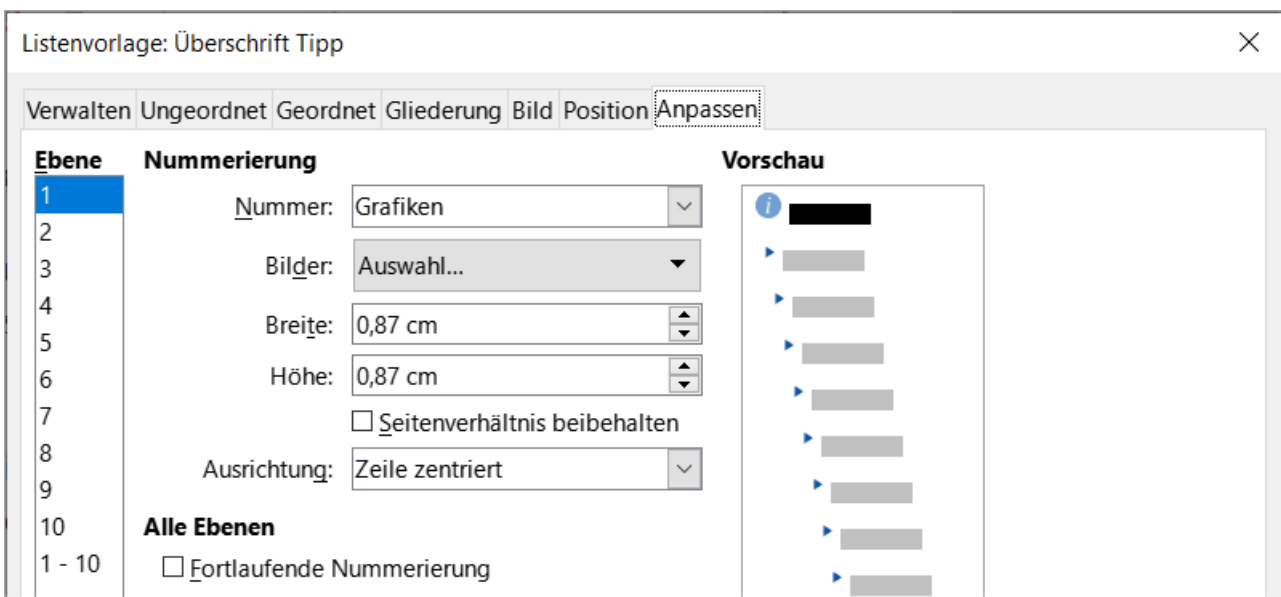 Listenvorlage: Überschrift Tipp
Verwalten Ungeordnet Geordnet Gliederung Bild Position Anpassen
Ebene Nummerierung Vorschau
1
Nummer: Grafiken
2
3
Bilder: Auswahl...
4
Breite: 0,87 cm
5
6
Höhe: 0,87 cm
7
Seitenverhältnis beibehalten
8
Ausrichtung: Zeile zentriert
9
10
Alle Ebenen
1 - 10
Fortlaufende Nummerierung
i